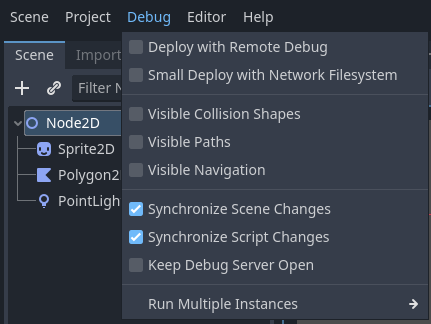 Scene Project Debug Editor Help
Scene Import
Deploy with Remote Debug
Small Deploy with Network Filesystem
Filter N
Visible Collision Shapes
Node2D
Visible Paths
Sprite2D
Visible Navigation
Polygon2
PointLigh
Synchronize Scene Changes
Synchronize Script Changes
Keep Debug Server Open
Run Multiple Instances